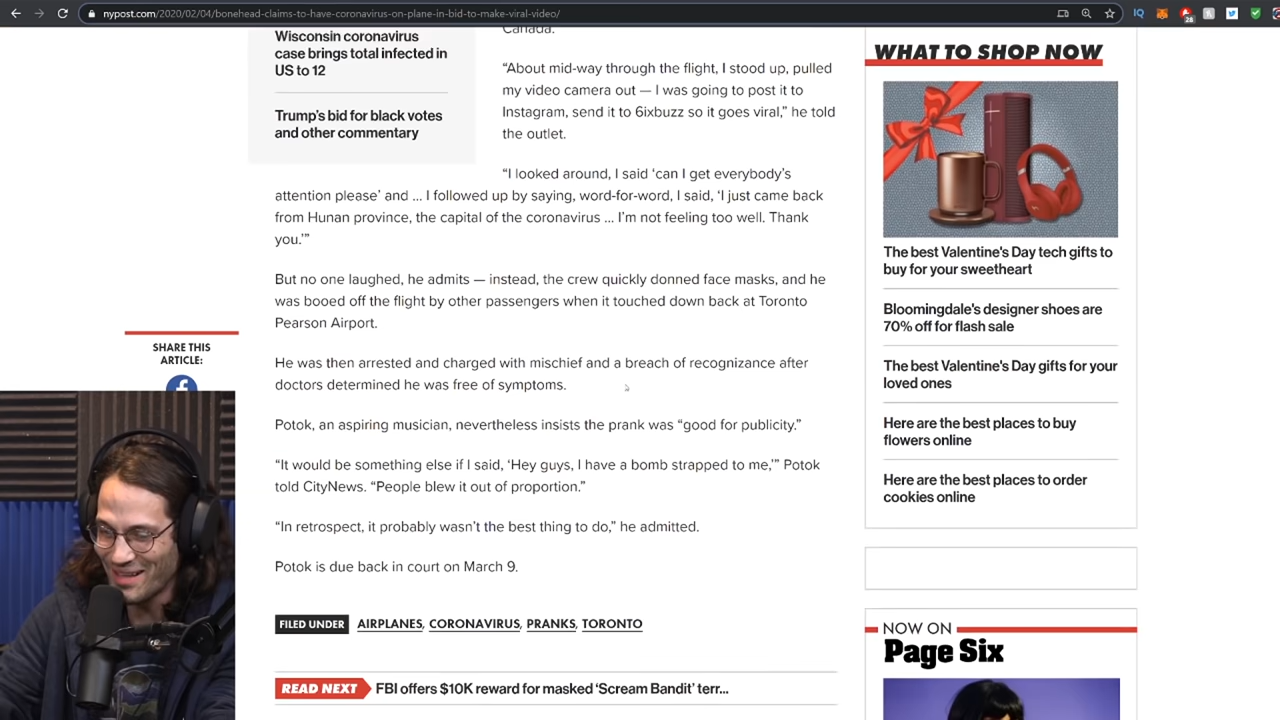 nypost.com/2020/02/04/bonehead-claims-to-have-coronavirus-on-plane-in-bid-to-make-viral-video/
Wisconsin coronavirus
case brings total infected in
US to 12
Trump's bid for black votes
and other commentary
Canada.
“About mid-way through the flight, I stood up, pulled
my video camera out — I was going to post it to
Instagram, send it to 6ixbuzz so it goes viral,” he told
the outlet.
“I looked around, I said ‘can I get everybody’s
attention please’ and ... I followed up by saying, word-for-word, I said, ‘I just came back
from Hunan province, the capital of the coronavirus ... I’m not feeling too well. Thank
you.’”
But no one laughed, he admits — instead, the crew quickly donned face masks, and he
was booed off the flight by other passengers when it touched down back at Toronto
Pearson Airport.
He was then arrested and charged with mischief and a breach of recognizance after
doctors determined he was free of symptoms.
Potok, an aspiring musician, nevertheless insists the prank was “good for publicity.”
“It would be something else if I said, ‘Hey guys, I have a bomb strapped to me,’” Potok
told CityNews. “People blew it out of proportion.”
“In retrospect, it probably wasn’t the best thing to do,” he admitted.
Potok is due back in court on March 9.
SHARE THIS
ARTICLE:
FILED UNDER AIRPLANES, CORONAVIRUS, PRANKS, TORONTO
READ NEXT FBI offers $10K reward for masked ‘Scream Bandit’ terr...
WHAT TO SHOP NOW
The best Valentine's Day tech gifts to
buy for your sweetheart
Bloomingdale's designer shoes are
70% off for flash sale
The best Valentine's Day gifts for your
loved ones
Here are the best places to buy
flowers online
Here are the best places to order
cookies online
NOW ON
Page Six